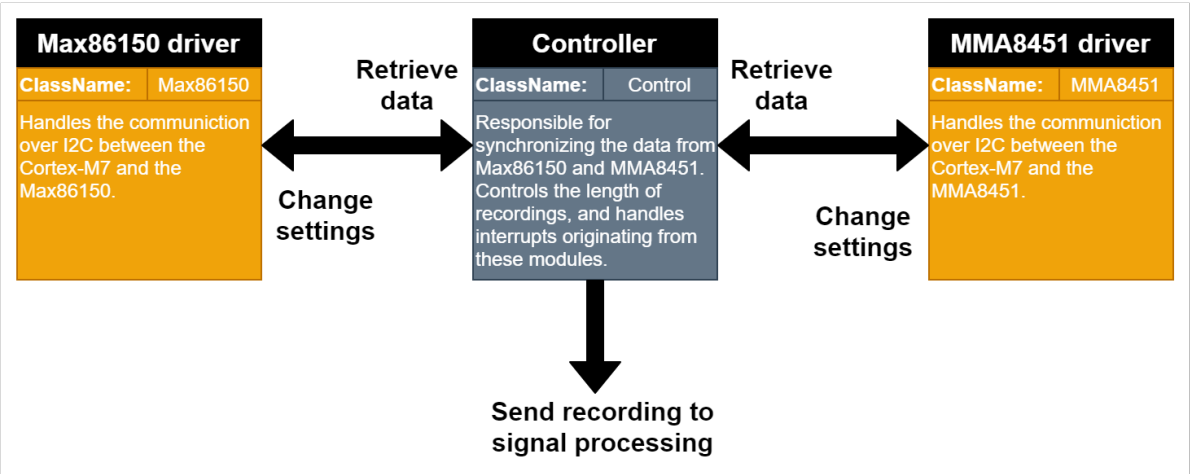 Max86150 driver
ClassName: Max86150
Handles the communiction
over I2C between the
Cortex-M7 and the
Max86150.
Retrieve
data
Change
settings
Controller
ClassName: Control
Responsible for
synchronizing the data from
Max86150 and MMA8451.
Controls the length of
recordings, and handles
interrupts originating from
these modules.
Retrieve
data
Change
settings
MMA8451 driver
ClassName: MMA8451
Handles the communiction
over I2C between the
Cortex-M7 and the
MMA8451.
Send recording to
signal processing